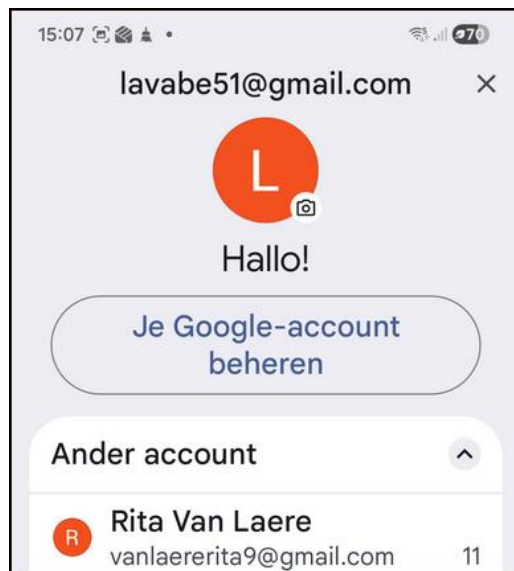 15:07
70
lavabe51@gmail.com
L
Hallo!
Je Google-account
beheren
Ander account
R
Rita Van Laere
vanlaererita9@gmail.com 11